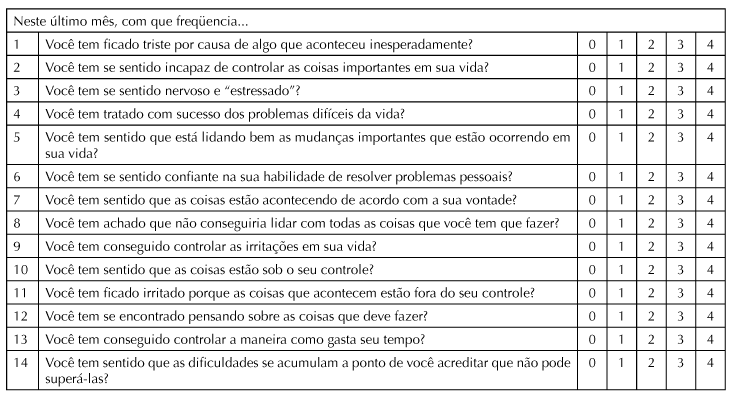 Neste último mês, com que freqüencia...
1 Você tem ficado triste por causa de algo que aconteceu inesperadamente? 0 1 2 3 4
2 Você tem se sentido incapaz de controlar as coisas importantes em sua vida? 0 1 2 3 4
3 Você tem se sentido nervoso e “estressado”? 0 1 2 3 4
4 Você tem tratado com sucesso dos problemas difíceis da vida? 0 1 2 3 4
5 Você tem sentido que está lidando bem as mudanças importantes que estão ocorrendo em 0 1 2 3 4
sua vida?
6 Você tem se sentido confiante na sua habilidade de resolver problemas pessoais? 0 1 2 3 4
7 Você tem sentido que as coisas estão acontecendo de acordo com a sua vontade? 0 1 2 3 4
8 Você tem achado que não conseguiria lidar com todas as coisas que você tem que fazer? 0 1 2 3 4
9 Você tem conseguido controlar as irritações em sua vida? 0 1 2 3 4
10 Você tem sentido que as coisas estão sob o seu controle? 0 1 2 3 4
11 Você tem ficado irritado porque as coisas que acontecem estão fora do seu controle? 0 1 2 3 4
12 Você tem se encontrado pensando sobre as coisas que deve fazer? 0 1 2 3 4
13 Você tem conseguido controlar a maneira como gasta seu tempo? 0 1 2 3 4
14 Você tem sentido que as dificuldades se acumulam a ponto de você acreditar que não pode 0 1 2 3 4
superá-las?